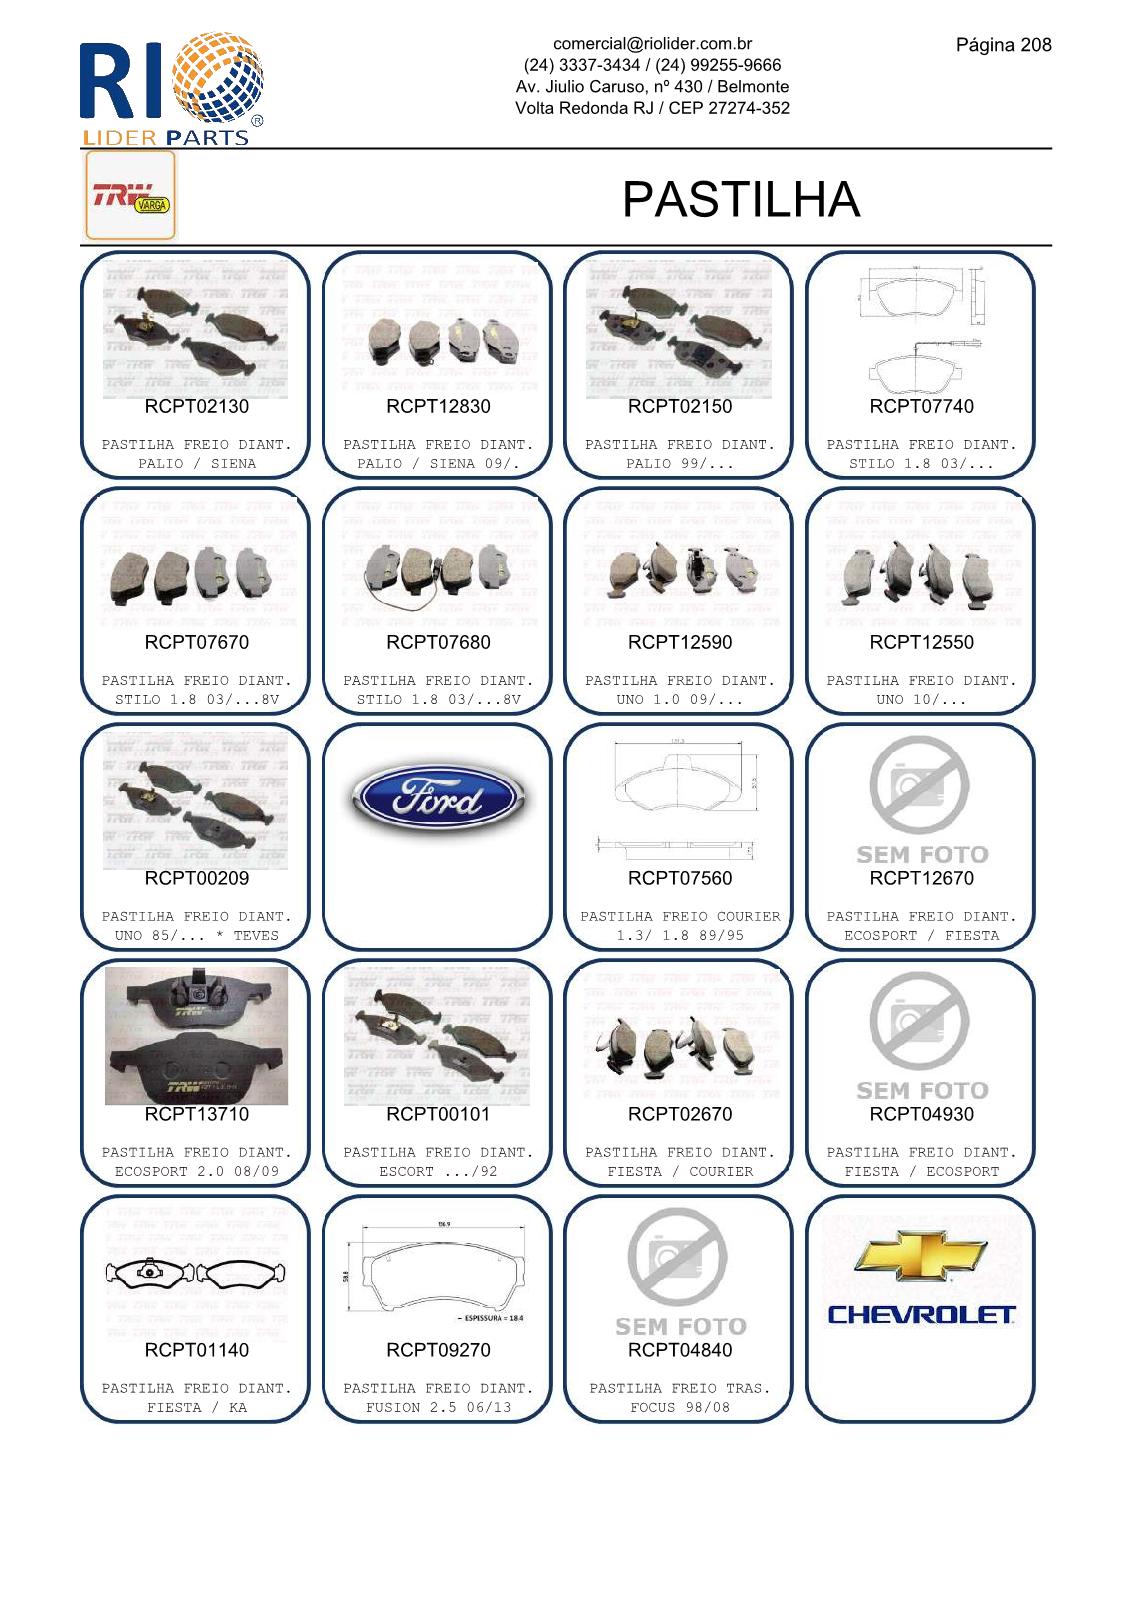 RIO
LIDER PARTS
®
comercial@riolider.com.br
(24) 3337-3434 / (24) 99255-9666
Av. Jiulio Caruso, nº 430 / Belmonte
Volta Redonda RJ / CEP 27274-352
Página 208
TRW
VARGA
PASTILHA
RCPT02130
PASTILHA FREIO DIANT.
PALIO / SIENA
RCPT12830
PASTILHA FREIO DIANT.
PALIO / SIENA 09/.
RCPT02150
PASTILHA FREIO DIANT.
PALIO 99/...
RCPT07740
PASTILHA FREIO DIANT.
STILO 1.8 03/...
RCPT07670
PASTILHA FREIO DIANT.
STILO 1.8 03/...8V
RCPT07680
PASTILHA FREIO DIANT.
STILO 1.8 03/...8V
RCPT12590
PASTILHA FREIO DIANT.
UNO 1.0 09/...
RCPT12550
PASTILHA FREIO DIANT.
UNO 10/...
RCPT00209
PASTILHA FREIO DIANT.
UNO 85/... * TEVES
Ford
RCPT07560
PASTILHA FREIO COURIER
1.3/ 1.8 89/95
SEM FOTO
RCPT12670
PASTILHA FREIO DIANT.
ECOSPORT / FIESTA
TRW
RCPT13710
PASTILHA FREIO DIANT.
ECOSPORT 2.0 08/09
RCPT00101
PASTILHA FREIO DIANT.
ESCORT .../92
RCPT02670
PASTILHA FREIO DIANT.
FIESTA / COURIER
SEM FOTO
RCPT04930
PASTILHA FREIO DIANT.
FIESTA / ECOSPORT
RCPT01140
PASTILHA FREIO DIANT.
FIESTA / KA
58.8
– ESPESSURA = 18.4
RCPT09270
PASTILHA FREIO DIANT.
FUSION 2.5 06/13
SEM FOTO
RCPT04840
PASTILHA FREIO TRAS.
FOCUS 98/08
CHEVROLET